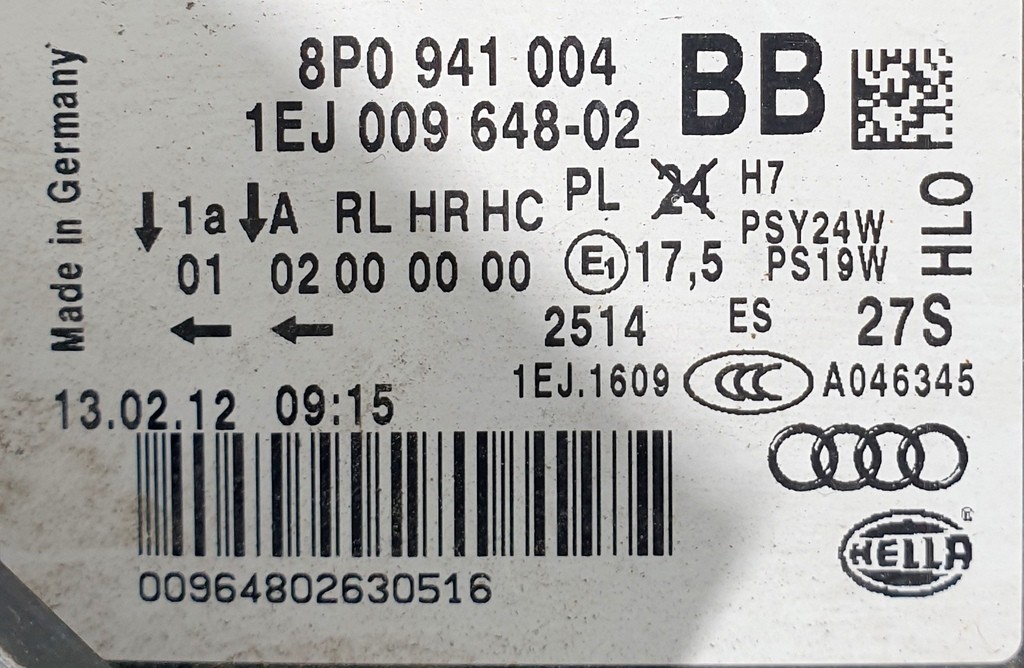 Made in Germany
8P0 941 004
BB
1EJ 009 648-02
1a A RL HR HC PL 24 H7
PSY24W
01 02 00 00 00 E1 17,5 PS19W
HLO
2514 ES 27S
1EJ.1609 CCC A046345
13.02.12 09:15
00964802630516
HELLA ®